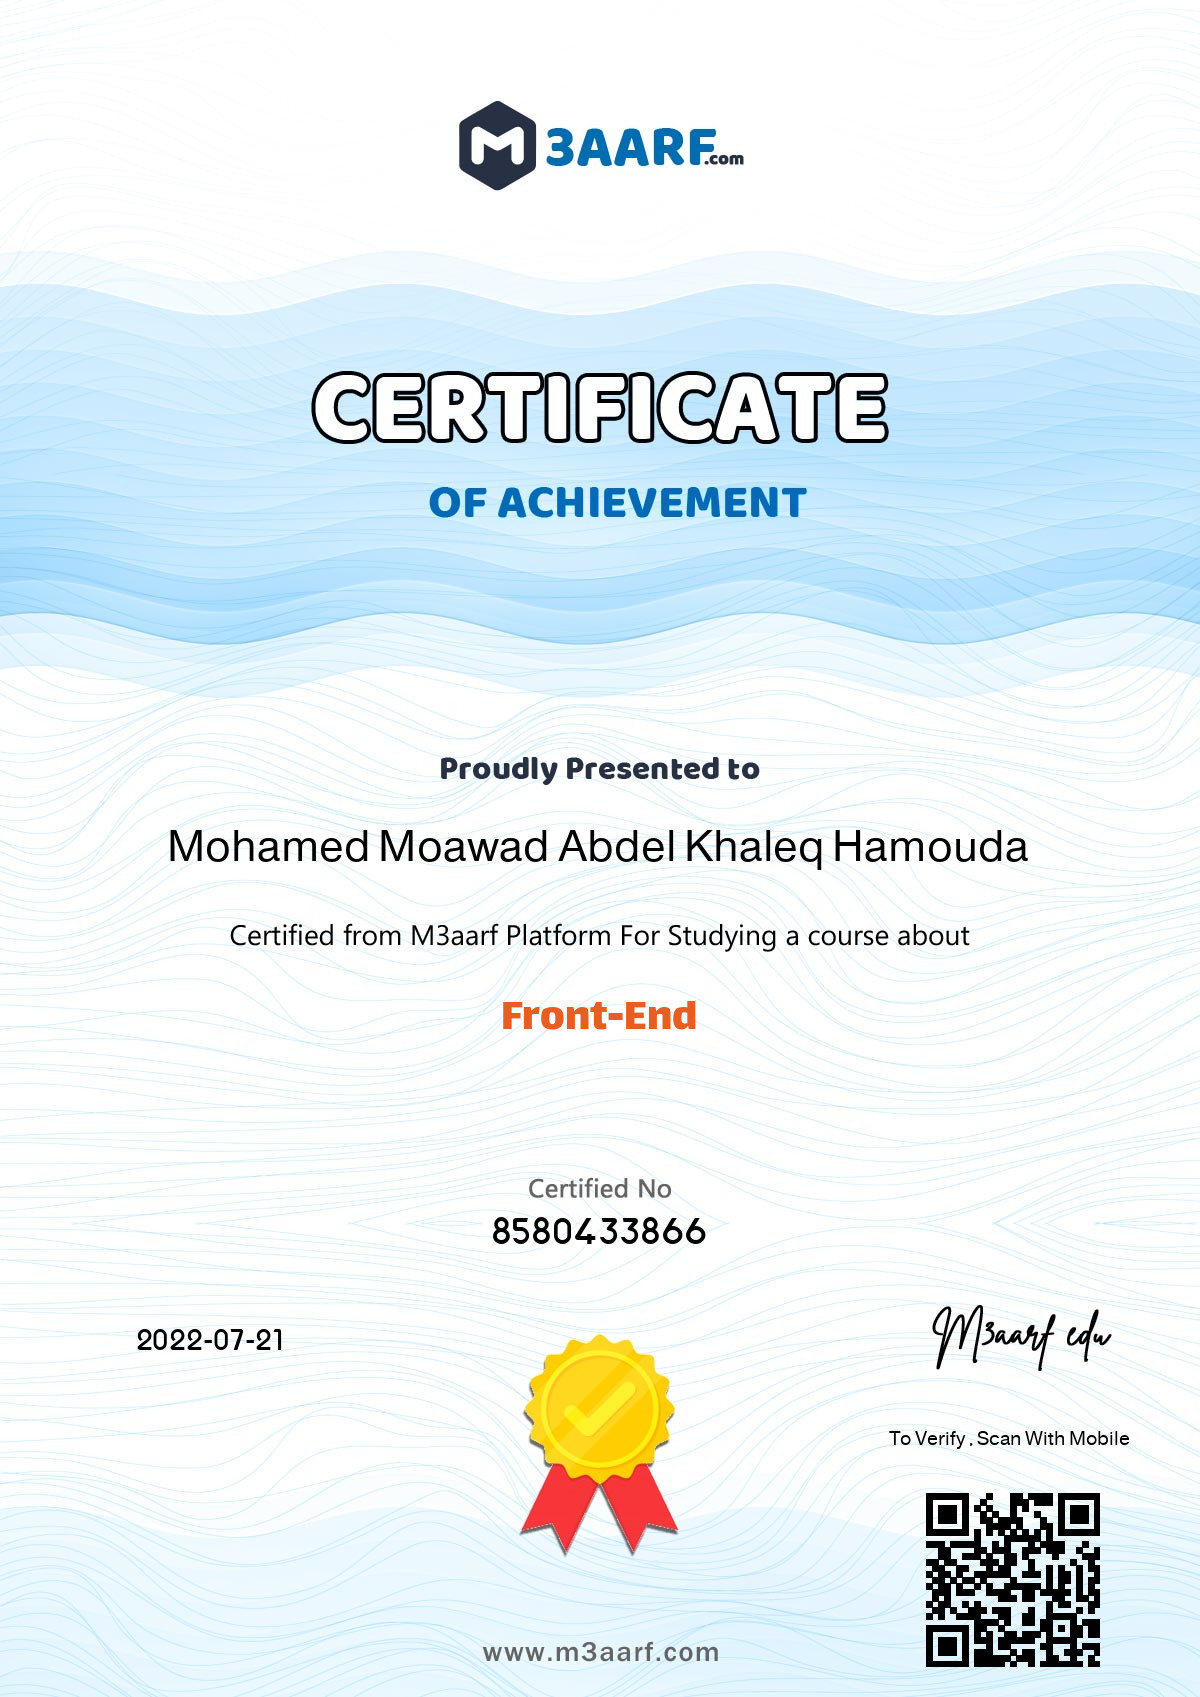 M3AARF.com
CERTIFICATE
OF ACHIEVEMENT
Proudly Presented to
Mohamed Moawad Abdel Khaleq Hamouda
Certified from M3aarf Platform For Studying a course about
Front-End
Certified No
8580433866
2022-07-21
M3aarf edu
To Verify , Scan With Mobile
www.m3aarf.com